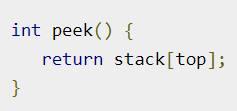 int peek() {
   return stack[top];
}